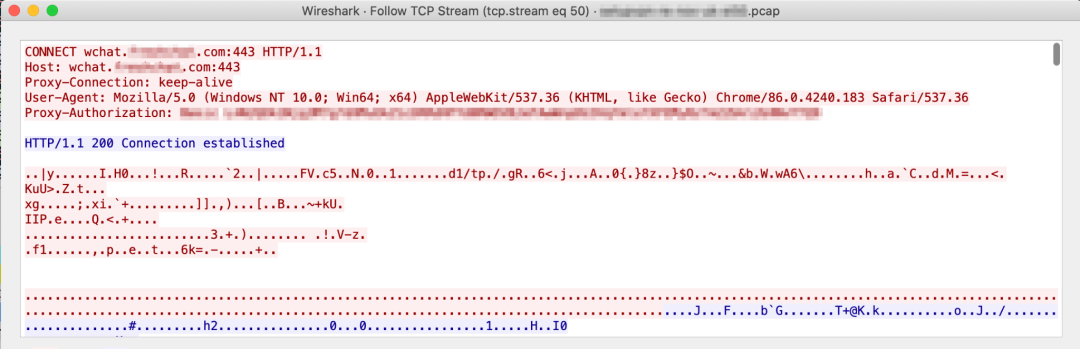 Wireshark · Follow TCP Stream (tcp.stream eq 50) · .pcap
CONNECT wchat. .com:443 HTTP/1.1
Host: wchat. .com:443
Proxy-Connection: keep-alive
User-Agent: Mozilla/5.0 (Windows NT 10.0; Win64; x64) AppleWebKit/537.36 (KHTML, like Gecko) Chrome/86.0.4240.183 Safari/537.36
Proxy-Authorization:
HTTP/1.1 200 Connection established
..|y......I.H0...!...R.....`2..|.....FV.c5..N.0..1.......d1/tp./.gR..6<.j...A..0{.}8z..}$O..~...&b.W.wA6\........h..a.`C..d.M.=...<.
KuU>.Z.t...
xg.....;.xi.`+.........]].,)...[..B...~+kU.
IIP.e....Q.<.+....
.......................3.+.)........ .!.V-z.
.f1......,.p..e..t...6k=.-.....+..
....J...F....b`G.......T+@K.k..........o..J../.......
..............#.........h2..............0...0................1.....H..I0